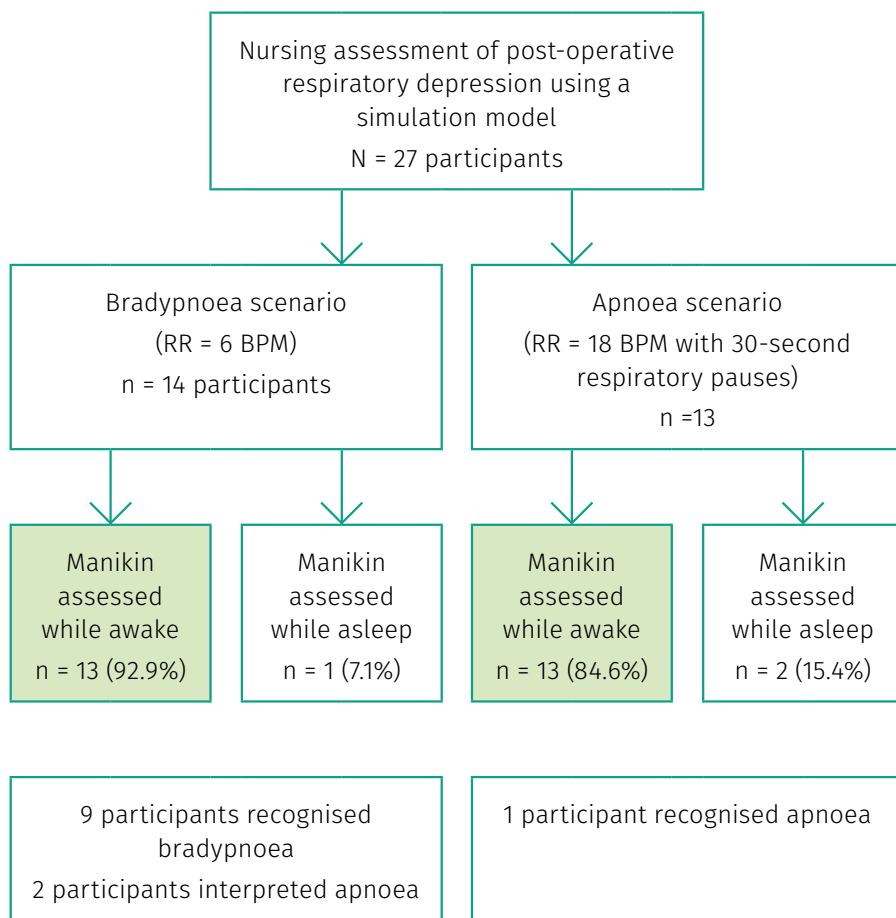 Nursing assessment of post-operative
respiratory depression using a
simulation model
N = 27 participants
Bradypnoea scenario
(RR = 6 BPM)
n = 14 participants
Apnoea scenario
(RR = 18 BPM with 30-second
respiratory pauses)
n =13
Manikin
assessed
while awake
n = 13 (92.9%)
Manikin
assessed
while asleep
n = 1 (7.1%)
Manikin
assessed
while awake
n = 13 (84.6%)
Manikin
assessed
while asleep
n = 2 (15.4%)
9 participants recognised
bradypnoea
2 participants interpreted apnoea
1 participant recognised apnoea